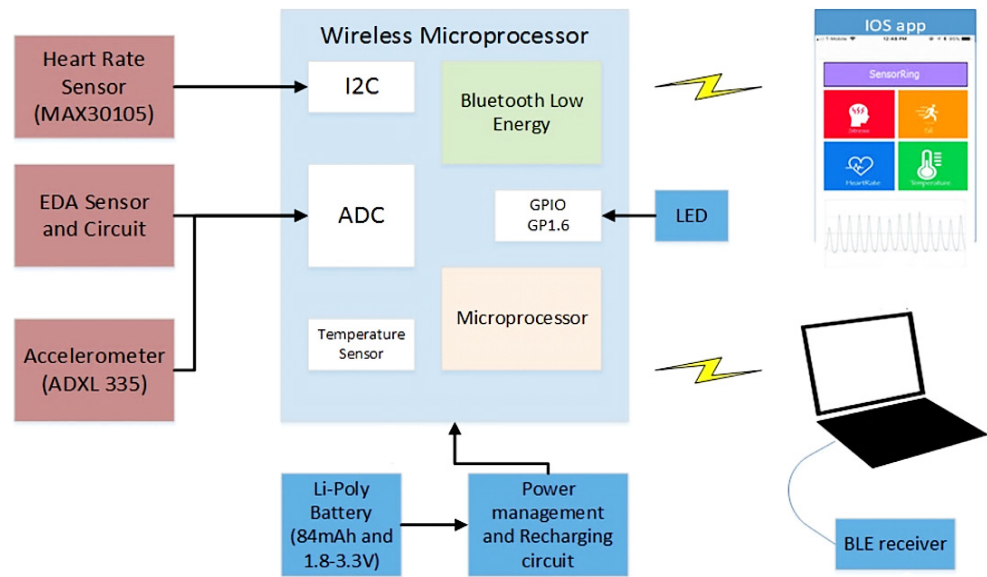 Heart Rate
Sensor
(MAX30105)
EDA Sensor
and Circuit
Accelerometer
(ADXL 335)
Wireless Microprocessor
I2C
Bluetooth Low
Energy
ADC
GPIO
GP1.6
LED
Temperature
Sensor
Microprocessor
Li-Poly
Battery
(84mAh and
1.8-3.3V)
Power
management
and Recharging
circuit
IOS app
SensorRing
HeartRate
Temperature
BLE receiver